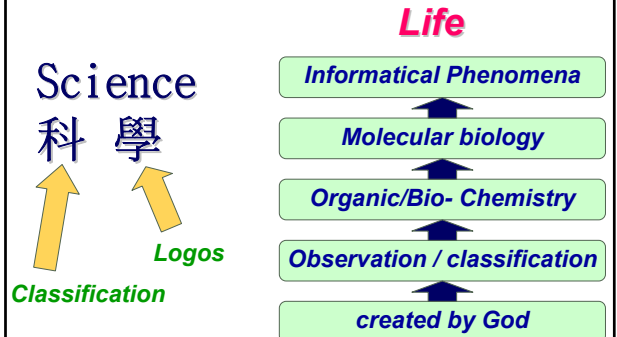 Science
科 學
Logos
Classification
Life
Informatical Phenomena
Molecular biology
Organic/Bio- Chemistry
Observation / classification
created by God